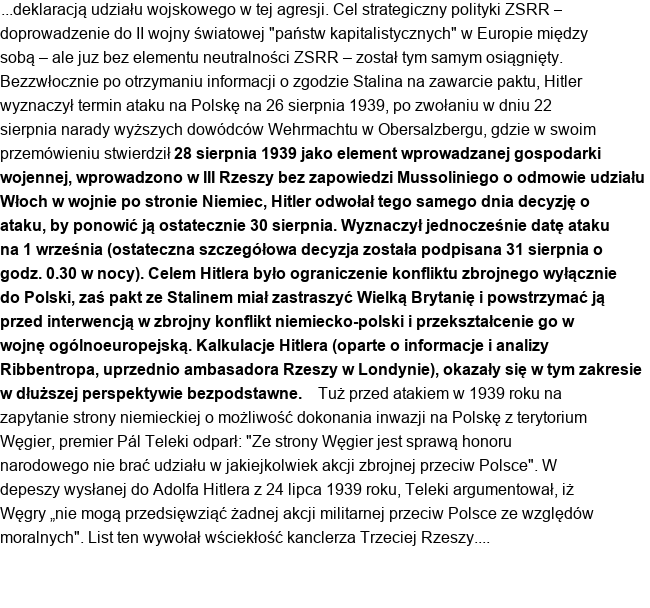 ...deklaracją udziału wojskowego w tej agresji. Cel strategiczny polityki ZSRR –
doprowadzenie do II wojny światowej "państw kapitalistycznych" w Europie między
sobą – ale juz bez elementu neutralności ZSRR – został tym samym osiągnięty.
Bezzwłocznie po otrzymaniu informacji o zgodzie Stalina na zawarcie paktu, Hitler
wyznaczył termin ataku na Polskę na 26 sierpnia 1939, po zwołaniu w dniu 22
sierpnia narady wyższych dowódców Wehrmachtu w Obersalzbergu, gdzie w swoim
przemówieniu stwierdził 28 sierpnia 1939 jako element wprowadzanej gospodarki
wojennej, wprowadzono w III Rzeszy bez zapowiedzi Mussoliniego o odmowie udziału
Włoch w wojnie po stronie Niemiec, Hitler odwołał tego samego dnia decyzję o
ataku, by ponowić ją ostatecznie 30 sierpnia. Wyznaczył jednocześnie datę ataku
na 1 września (ostateczna szczegółowa decyzja została podpisana 31 sierpnia o
godz. 0.30 w nocy). Celem Hitlera było ograniczenie konfliktu zbrojnego wyłącznie
do Polski, zaś pakt ze Stalinem miał zastraszyć Wielką Brytanię i powstrzymać ją
przed interwencją w zbrojny konflikt niemiecko-polski i przekształcenie go w
wojnę ogólnoeuropejską. Kalkulacje Hitlera (oparte o informacje i analizy
Ribbentropa, uprzednio ambasadora Rzeszy w Londynie), okazały się w tym zakresie
w dłuższej perspektywie bezpodstawne. Tuż przed atakiem w 1939 roku na
zapytanie strony niemieckiej o możliwość dokonania inwazji na Polskę z terytorium
Węgier, premier Pál Teleki odparł: "Ze strony Węgier jest sprawą honoru
narodowego nie brać udziału w jakiejkolwiek akcji zbrojnej przeciw Polsce". W
depeszy wysłanej do Adolfa Hitlera z 24 lipca 1939 roku, Teleki argumentował, iż
Węgry „nie mogą przedsięwziąć żadnej akcji militarnej przeciw Polsce ze względów
moralnych". List ten wywołał wściekłość kanclerza Trzeciej Rzeszy....